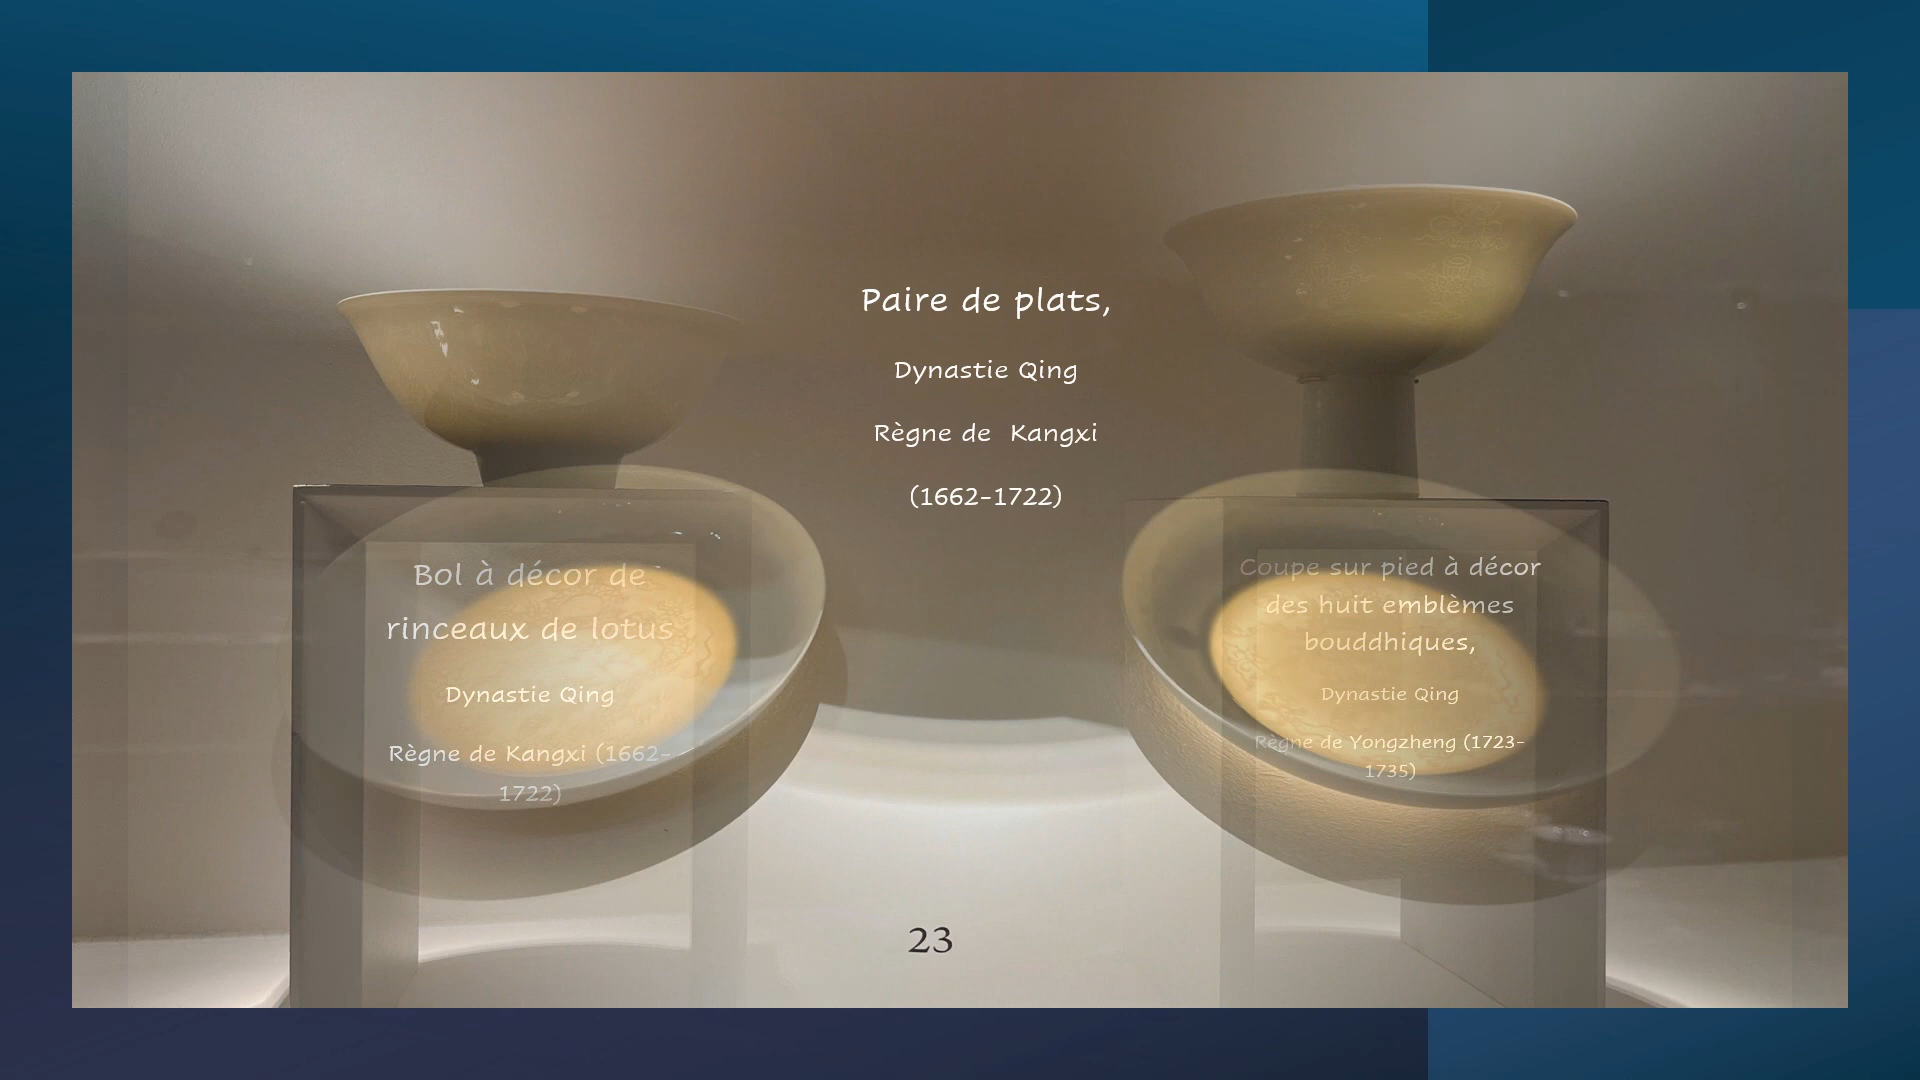 Paire de plats,
Dynastie Qing
Règne de Kangxi
(1662-1722)
Bol à décor de
rinceaux de lotus
Dynastie Qing
Règne de Kangxi (1662-
1722)
Coupe sur pied à décor
des huit emblèmes
bouddhiques,
Dynastie Qing
Règne de Yongzheng (1723-
1735)
23